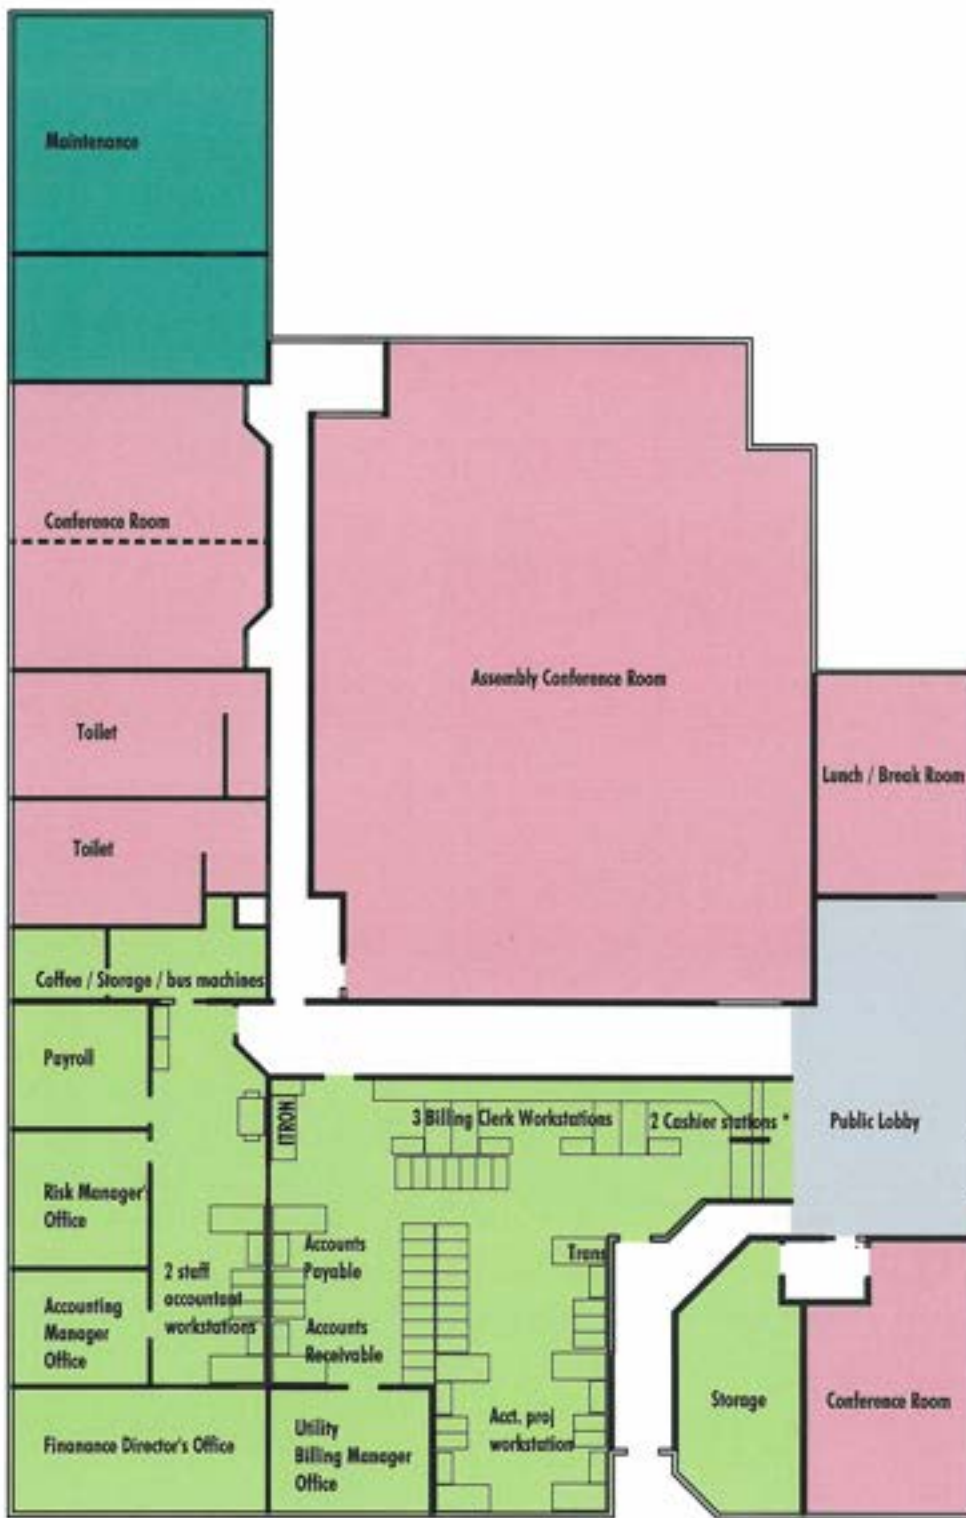 Maintenance
Conference Room
Assembly Conference Room
Toilet
Lunch / Break Room
Toilet
Coffee / Storage / bus machines
Payroll
ITRON
3 Billing Clerk Workstations
2 Cashier stations *
Public Lobby
Risk Manager's
Office
Accounts
Payable
Trans
2 staff
accountant
workstations
Accounting
Manager
Office
Accounts
Receivable
Storage
Conference Room
Acct. proj
workstation
Finanance Director's Office
Utility
Billing Manager
Office